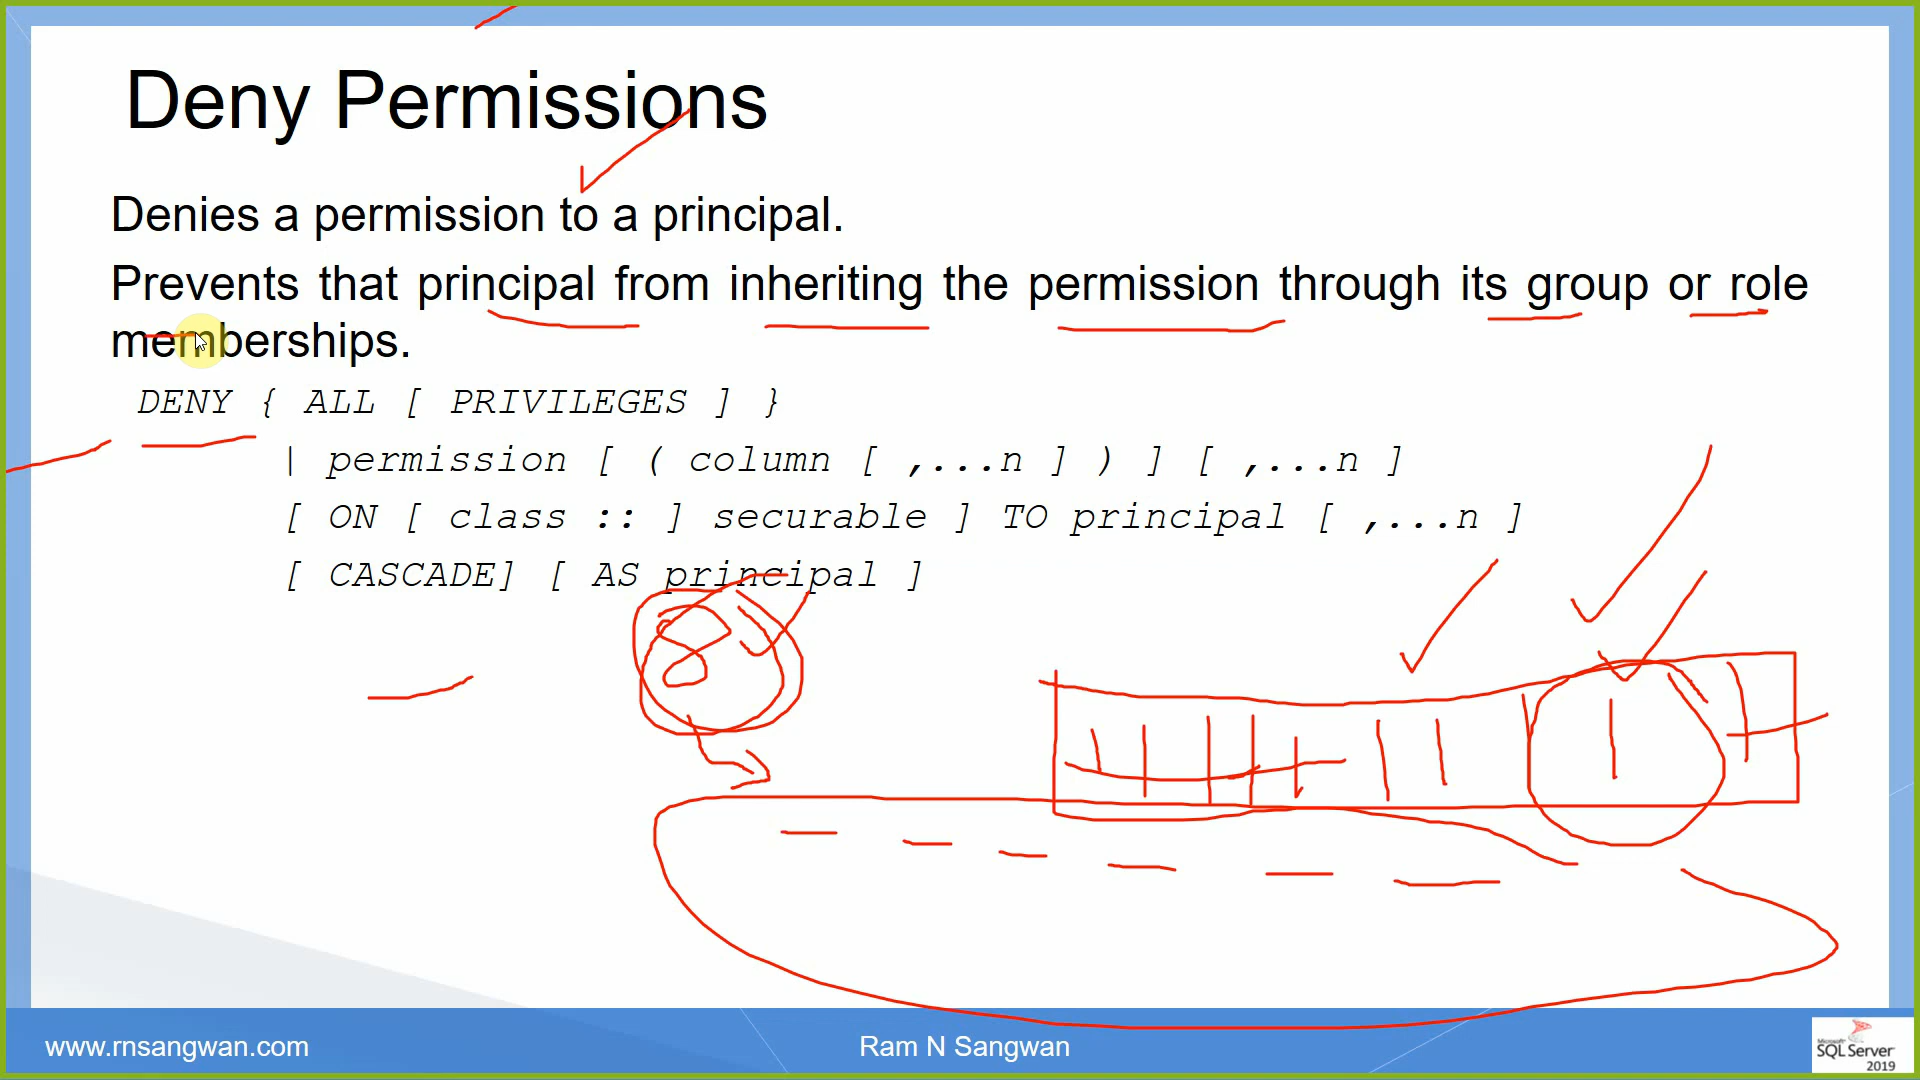 Deny Permissions
Denies a permission to a principal.
Prevents that principal from inheriting the permission through its group or role
memberships.
DENY { ALL [ PRIVILEGES ] }
| permission [ ( column [ ,...n ] ) ] [ ,...n ]
[ ON [ class :: ] securable ] TO principal [ ,...n ]
[ CASCADE] [ AS principal ]
www.rnsangwan.com
Ram N Sangwan
Microsoft
SQL Server
2019